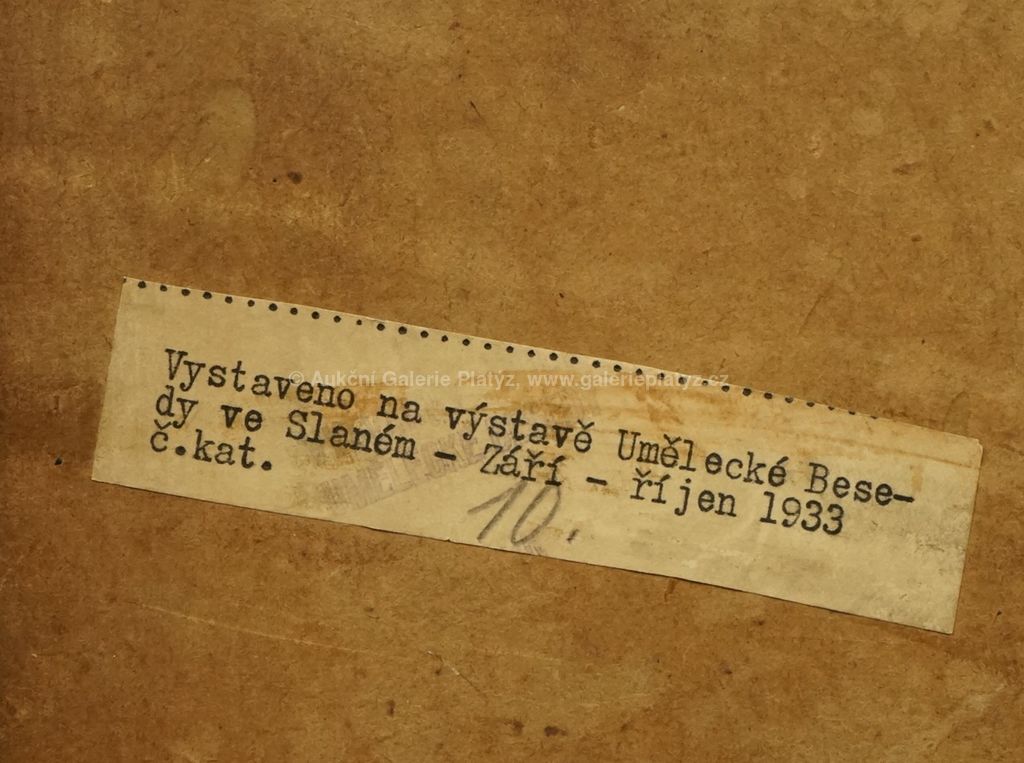 © Aukční Galerie Platýz, www.galerieplatyz.cz
Vystaveno na výstavě Umělecké Bese-
dy ve Slaném - Září - říjen 1933
č.kat.
10.